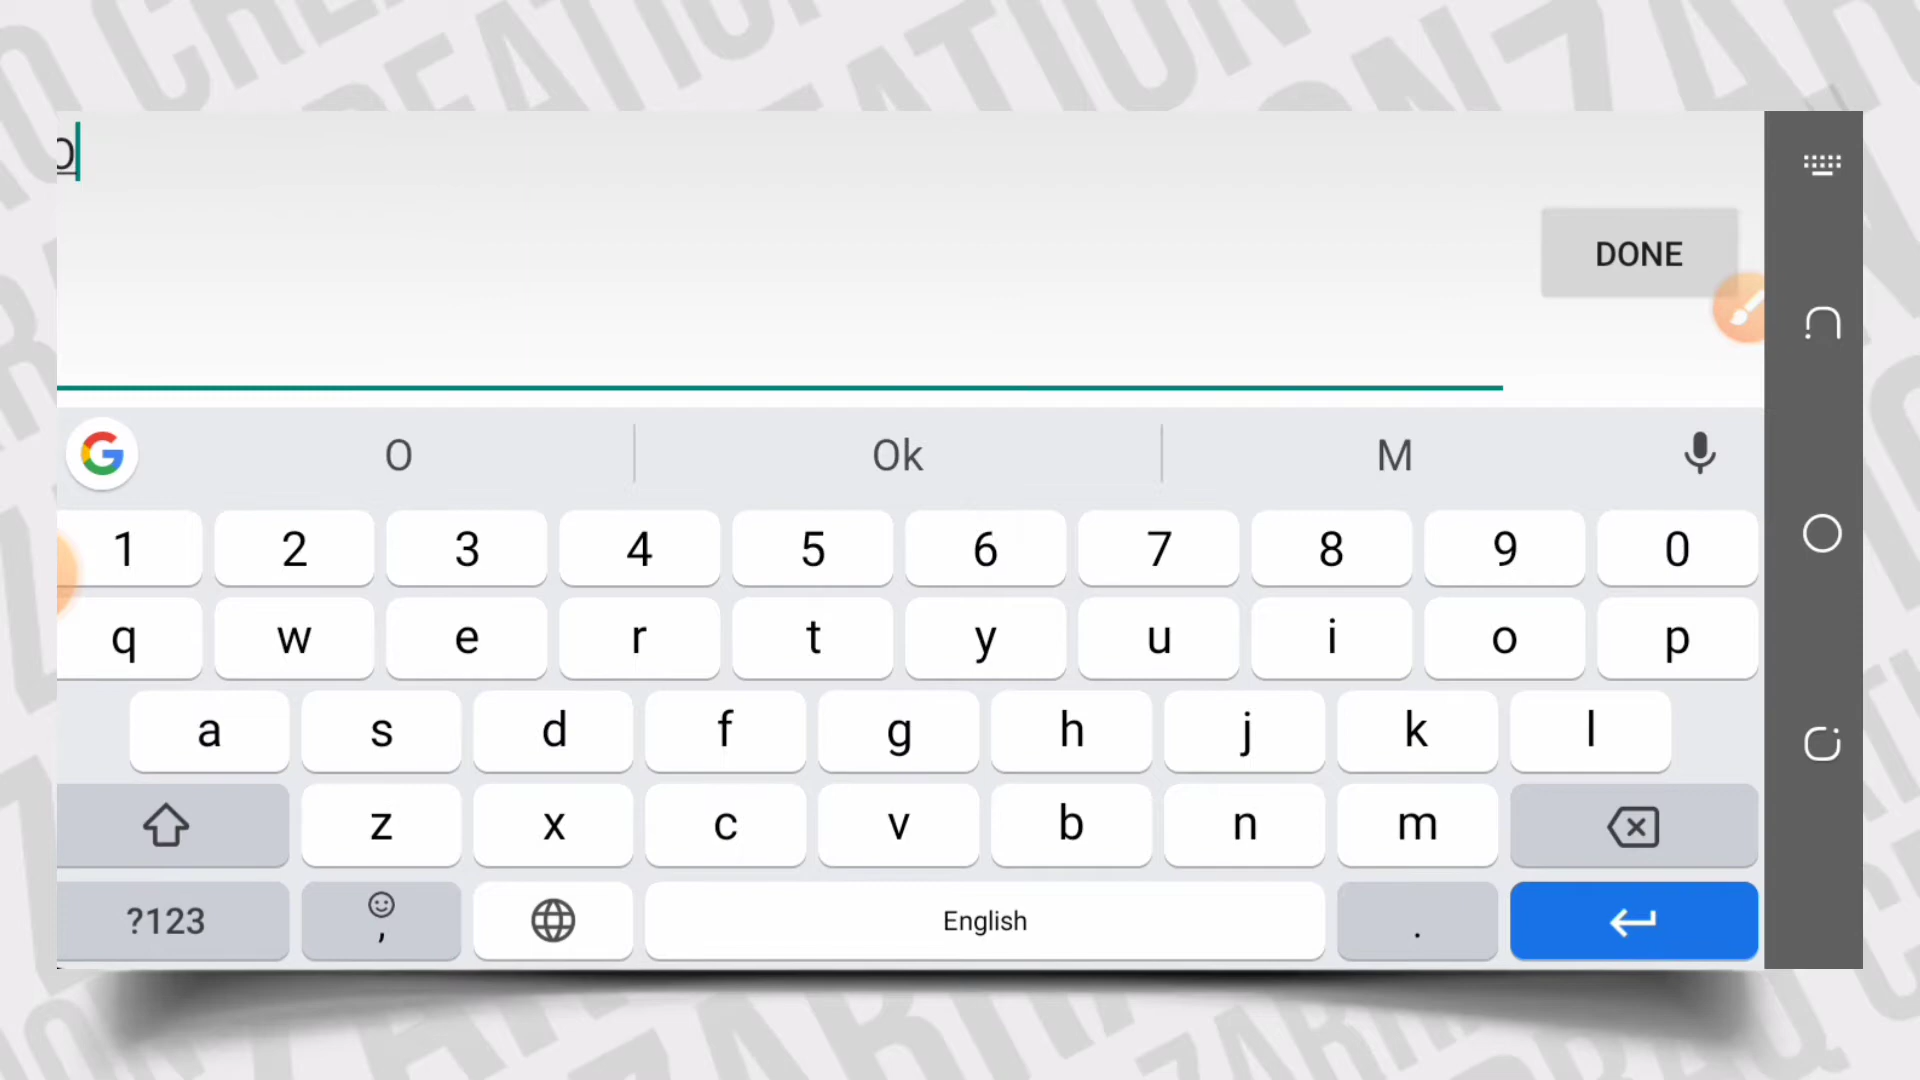 O
DONE
O Ok M
1 2 3 4 5 6 7 8 9 0
q w e r t y u i o p
a s d f g h j k l
z x c v b n m
?123 , English .